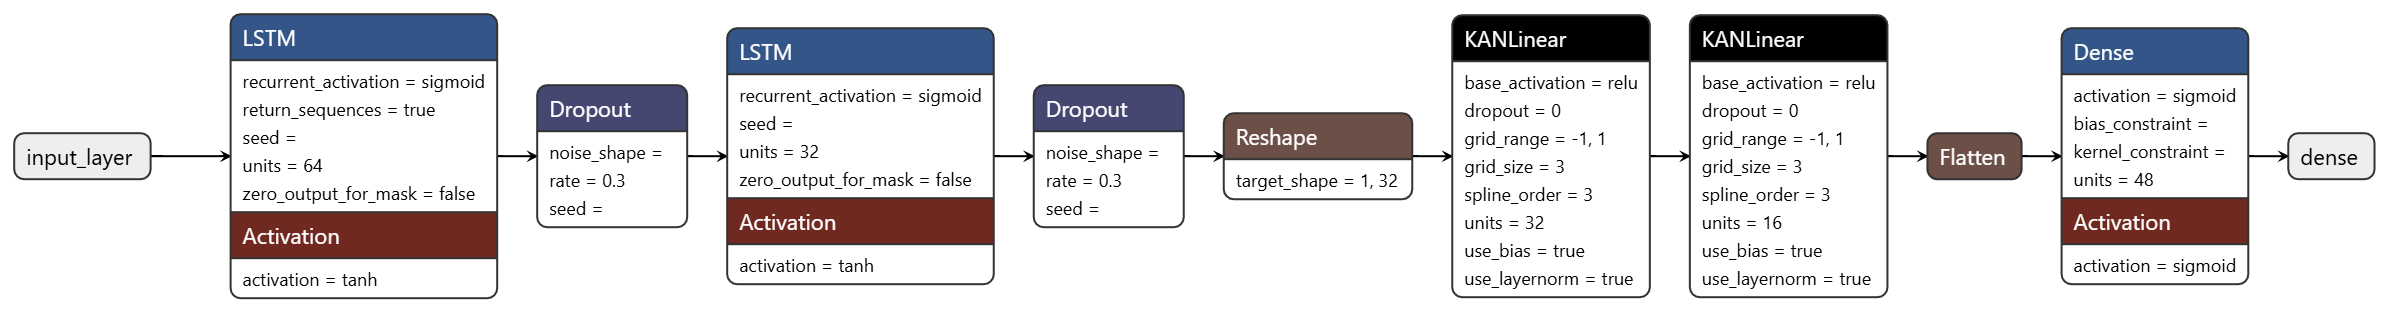 input_layer
LSTM
recurrent_activation = sigmoid
return_sequences = true
seed =
units = 64
zero_output_for_mask = false
Activation
activation = tanh
Dropout
noise_shape =
rate = 0.3
seed =
LSTM
recurrent_activation = sigmoid
seed =
units = 32
zero_output_for_mask = false
Activation
activation = tanh
Dropout
noise_shape =
rate = 0.3
seed =
Reshape
target_shape = 1, 32
KANLinear
base_activation = relu
dropout = 0
grid_range = -1, 1
grid_size = 3
spline_order = 3
units = 32
use_bias = true
use_layernorm = true
KANLinear
base_activation = relu
dropout = 0
grid_range = -1, 1
grid_size = 3
spline_order = 3
units = 16
use_bias = true
use_layernorm = true
Flatten
Dense
activation = sigmoid
bias_constraint =
kernel_constraint =
units = 48
Activation
activation = sigmoid
dense